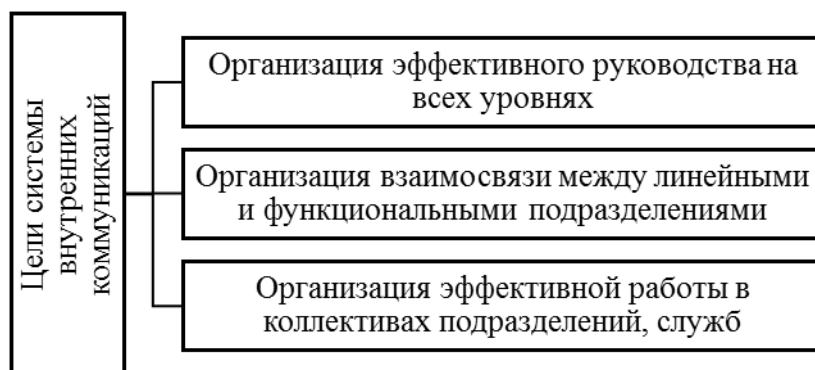 Цели системы
внутренних
коммуникаций
Организация эффективного руководства на
всех уровнях
Организация взаимосвязи между линейными
и функциональными подразделениями
Организация эффективной работы в
коллективах подразделений, служб